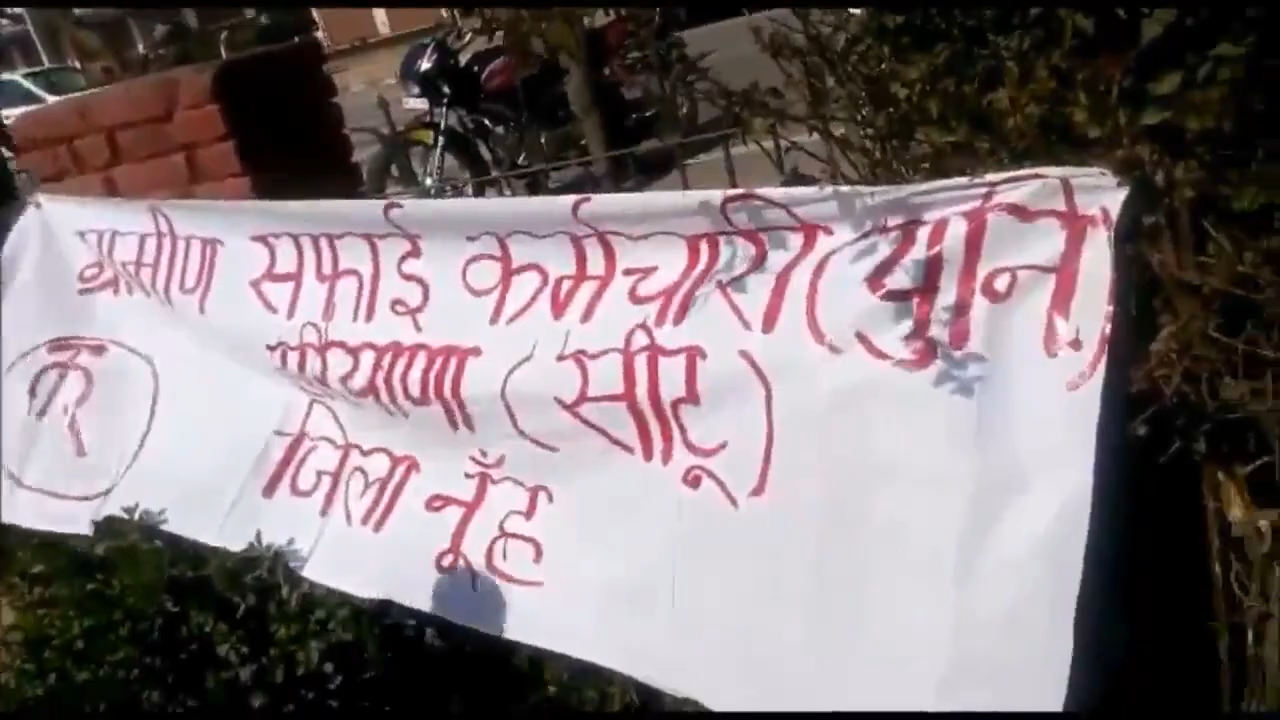 ग्रामीण सफाई कर्मचारी (युनि)
हरियाणा (सीटू)
जिला नूँह